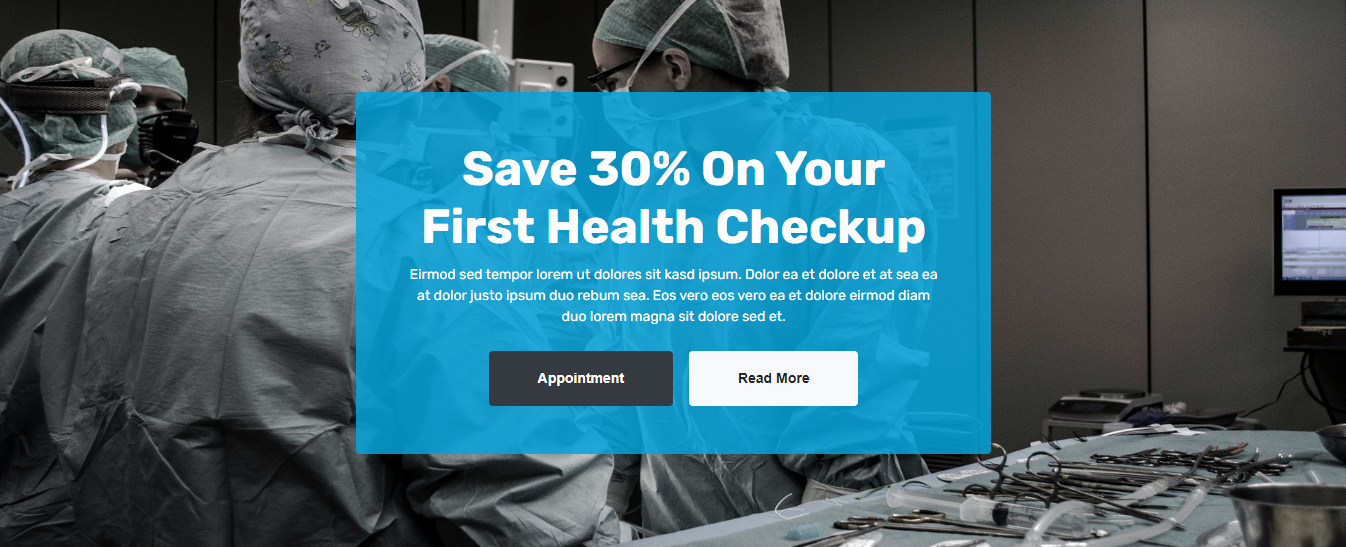 Save 30% On Your
First Health Checkup
Eirmod sed tempor lorem ut dolores sit kasd ipsum. Dolor ea et dolore et at sea ea
at dolor justo ipsum duo rebum sea. Eos vero eos vero ea et dolore eirmod diam
duo lorem magna sit dolore sed et.
Appointment
Read More